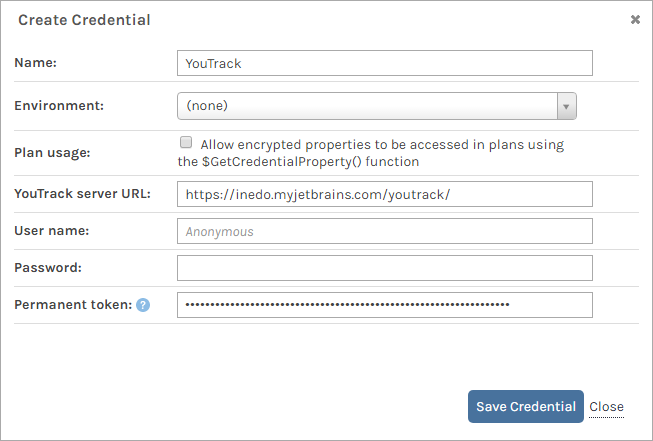 Create Credential
Name: YouTrack
Environment: (none)
Plan usage: Allow encrypted properties to be accessed in plans using
the $GetCredentialProperty() function
YouTrack server URL: https://inedo.myjetbrains.com/youtrack/
User name: Anonymous
Password:
Permanent token: ?
Save Credential Close